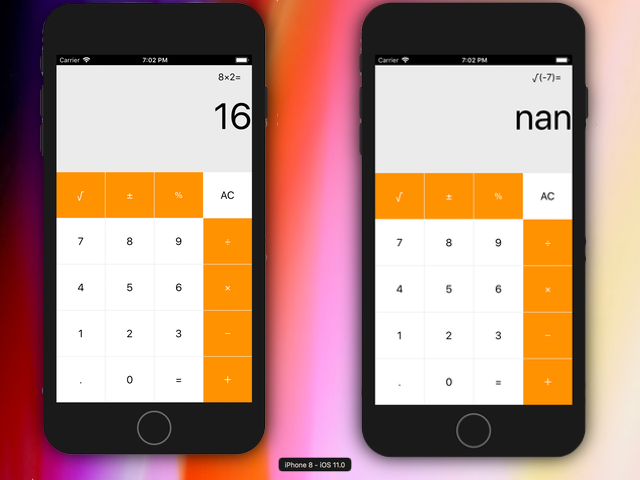 Carrier 7:02 PM
8×2=
16
√ ± % AC
7 8 9 ÷
4 5 6 ×
1 2 3 −
. 0 = +
Carrier 7:02 PM
√(-7)=
nan
√ ± % AC
7 8 9 ÷
4 5 6 ×
1 2 3 −
. 0 = +
iPhone 8 - iOS 11.0